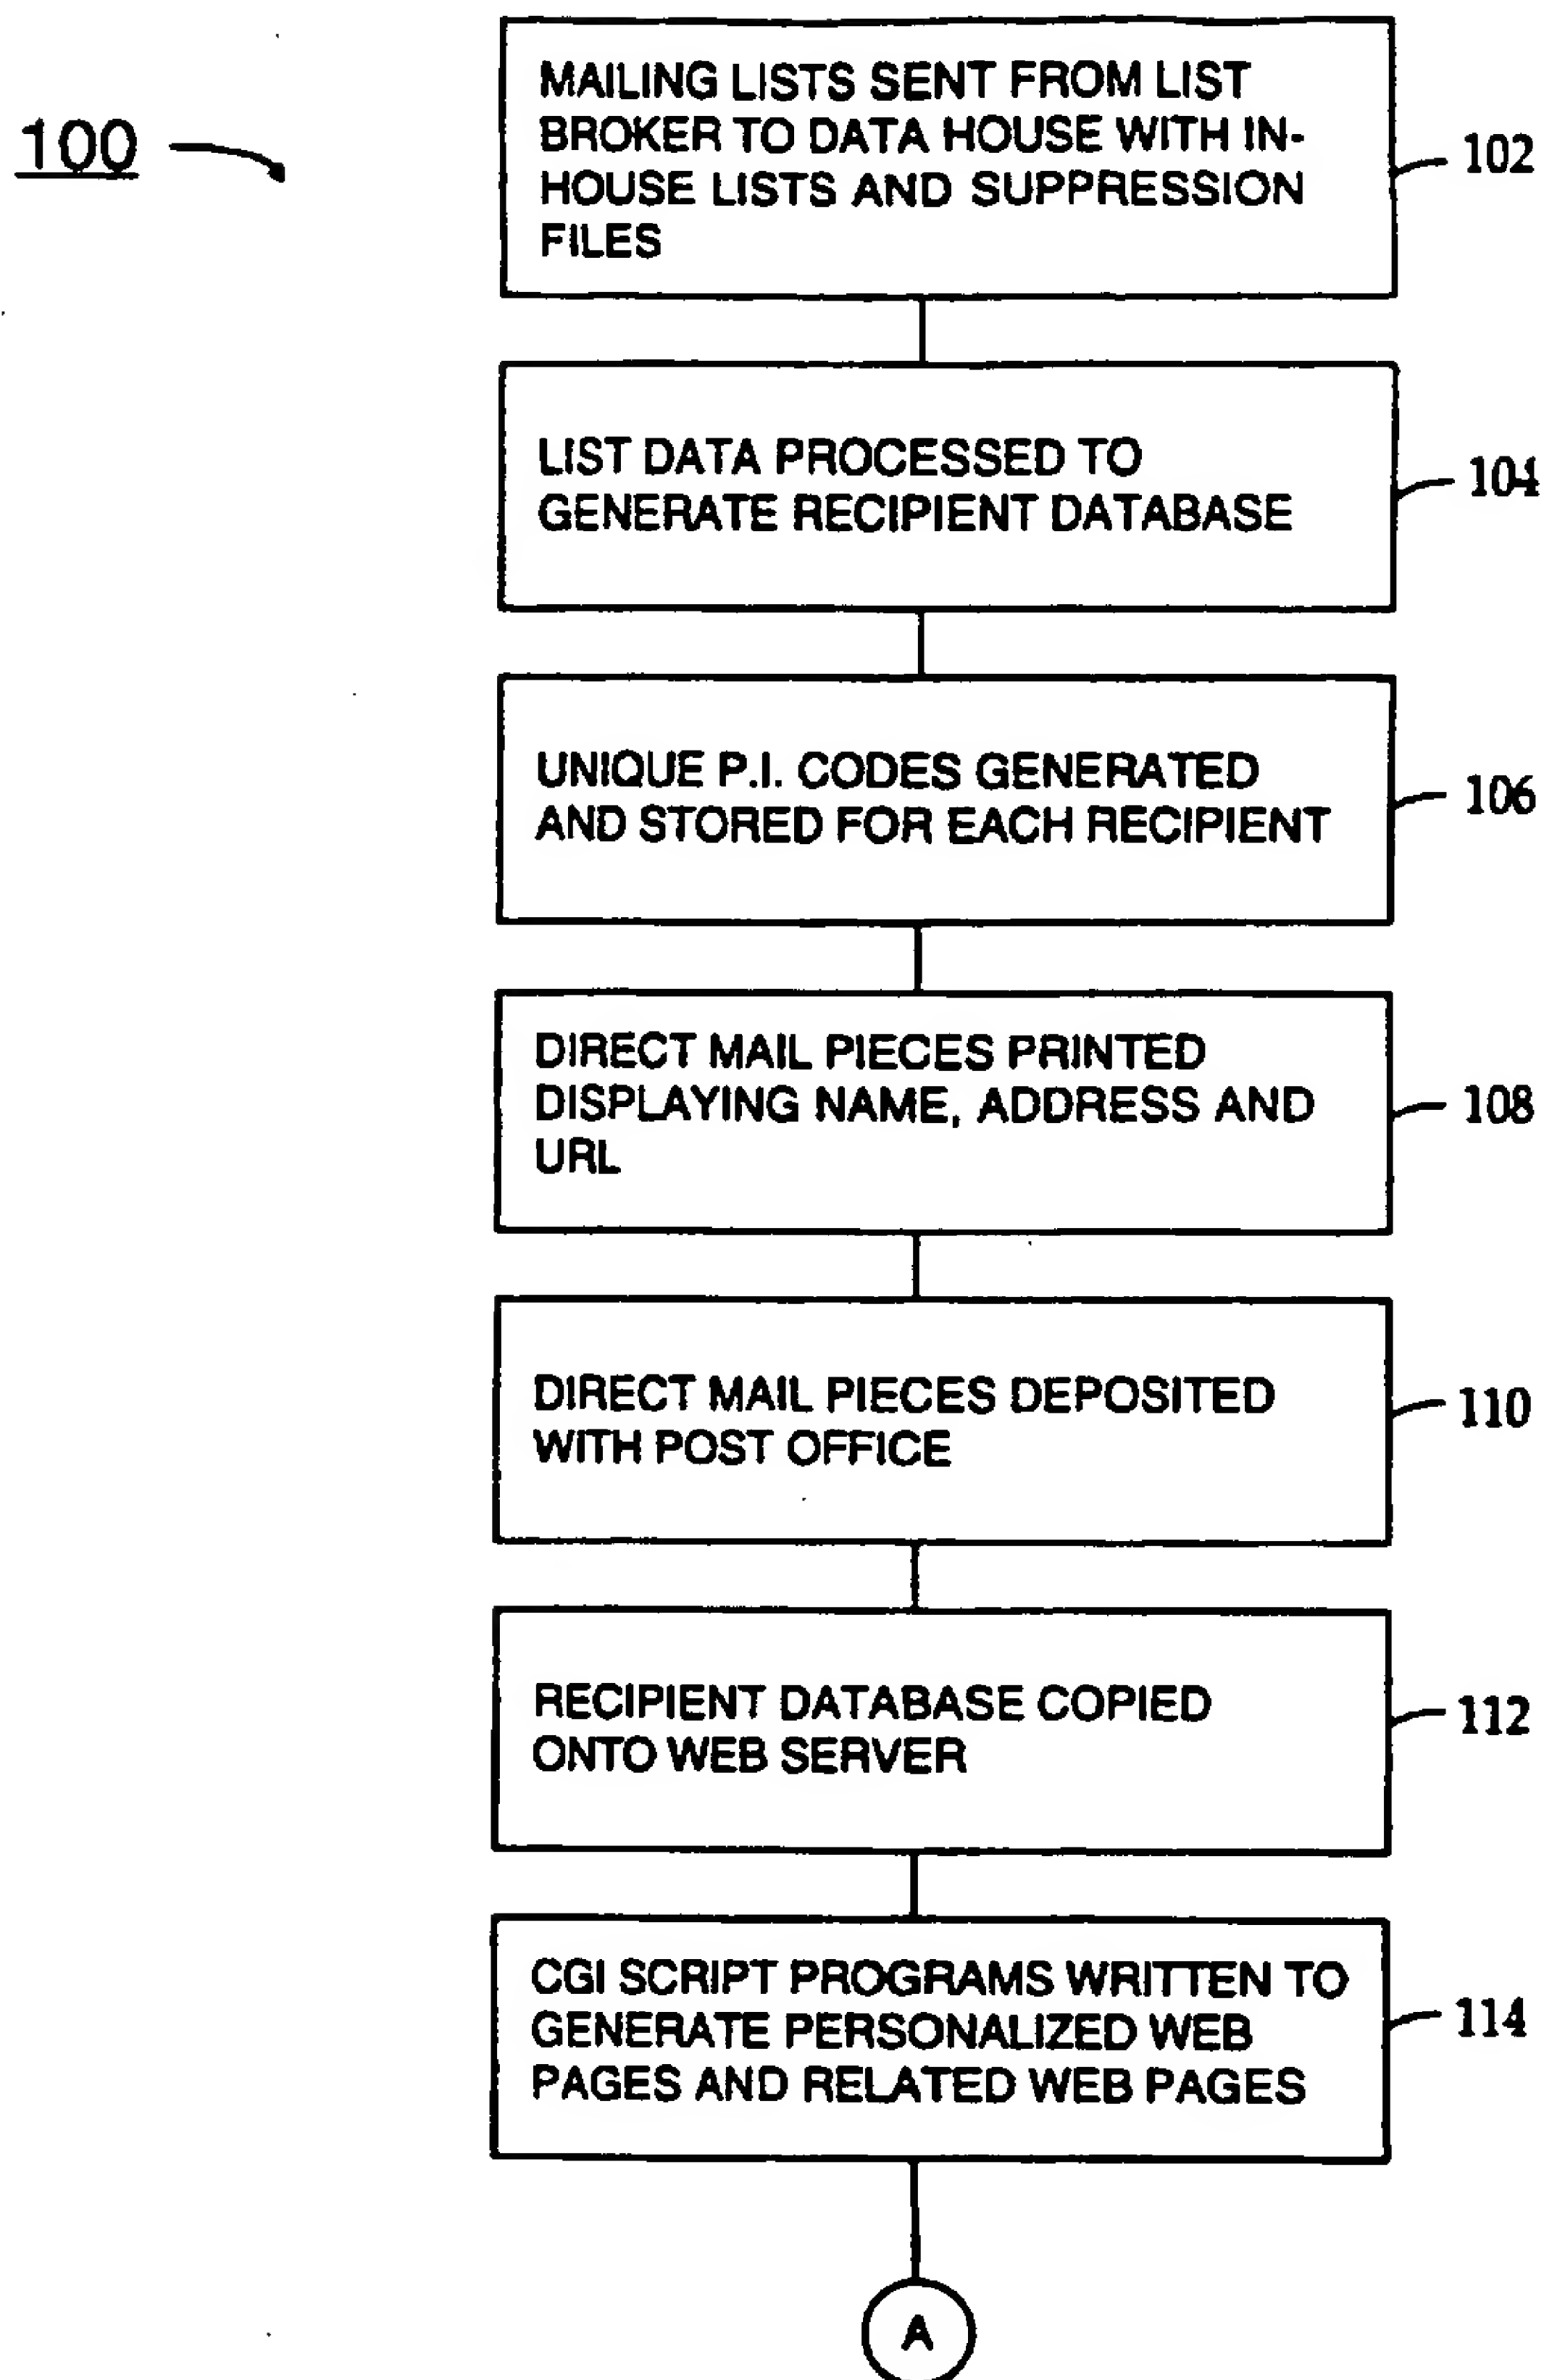 100
MAILING LISTS SENT FROM LIST
BROKER TO DATA HOUSE WITH IN-
HOUSE LISTS AND SUPPRESSION
FILES
102
LIST DATA PROCESSED TO
GENERATE RECIPIENT DATABASE
104
UNIQUE P.I. CODES GENERATED
AND STORED FOR EACH RECIPIENT
106
DIRECT MAIL PIECES PRINTED
DISPLAYING NAME, ADDRESS AND
URL
108
DIRECT MAIL PIECES DEPOSITED
WITH POST OFFICE
110
RECIPIENT DATABASE COPIED
ONTO WEB SERVER
112
CGI SCRIPT PROGRAMS WRITTEN TO
GENERATE PERSONALIZED WEB
PAGES AND RELATED WEB PAGES
114
A